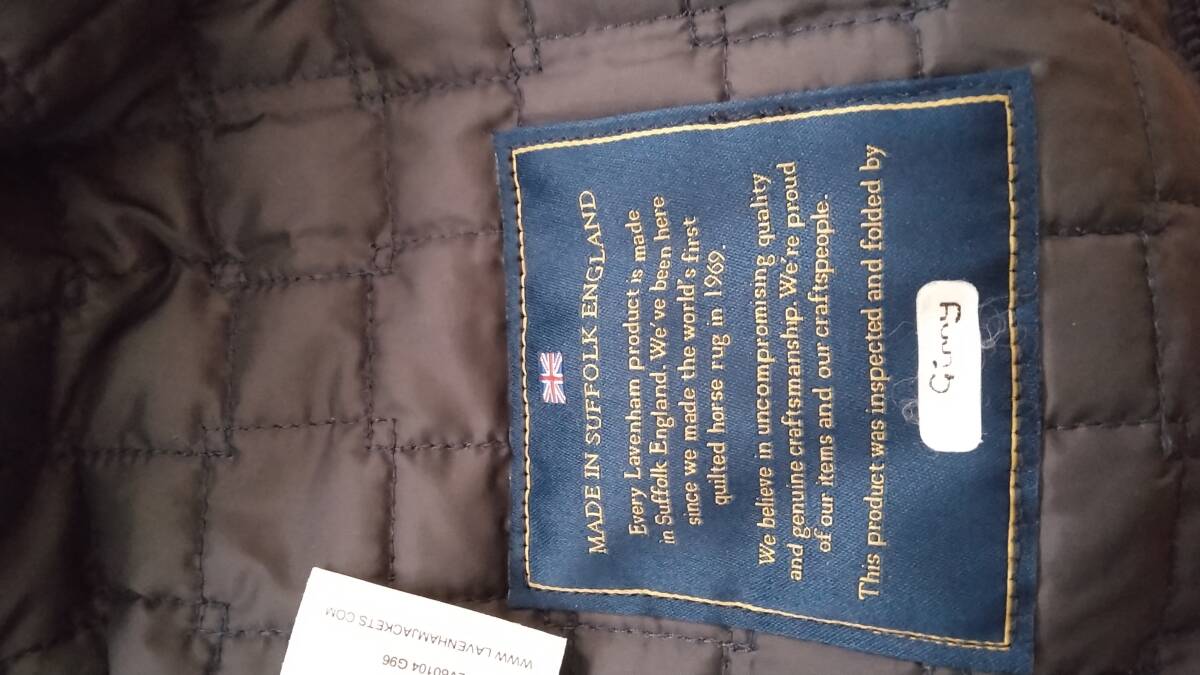 MADE IN SUFFOLK ENGLAND
Every Lavenham product is made
in Suffolk England. We've been here
since we made the world's first
quilted horse rug in 1969.
We believe in uncompromising quality
and genuine craftsmanship. We're proud
of our items and our craftspeople.
This product was inspected and folded by
Ginny
WWW.LAVENHAMJACKETS.COM
G96